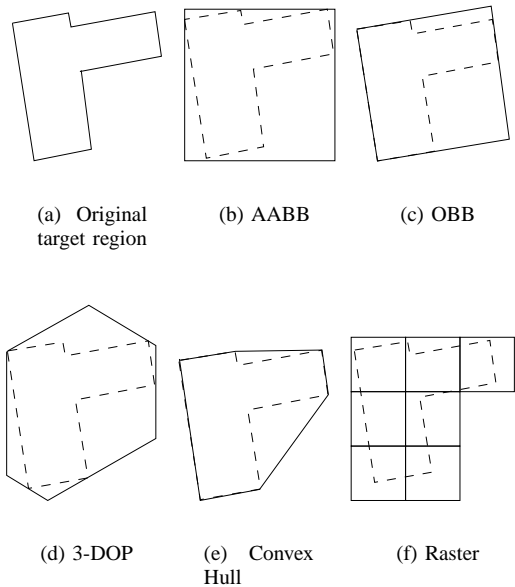 (a) Original
target region
(b) AABB
(c) OBB
(d) 3-DOP
(e) Convex
Hull
(f) Raster